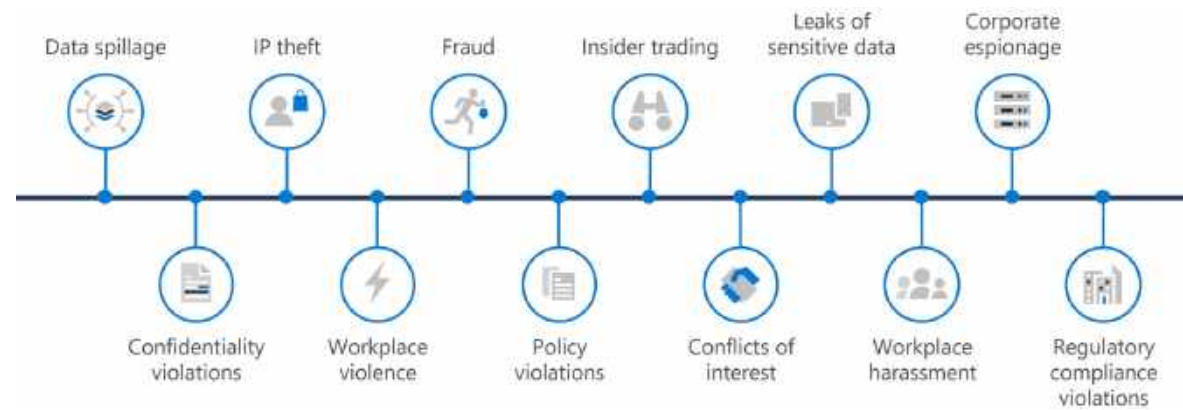 Data spillage
IP theft
Fraud
Insider trading
Leaks of
sensitive data
Corporate
espionage
Confidentiality
violations
Workplace
violence
Policy
violations
Conflicts of
interest
Workplace
harassment
Regulatory
compliance
violations